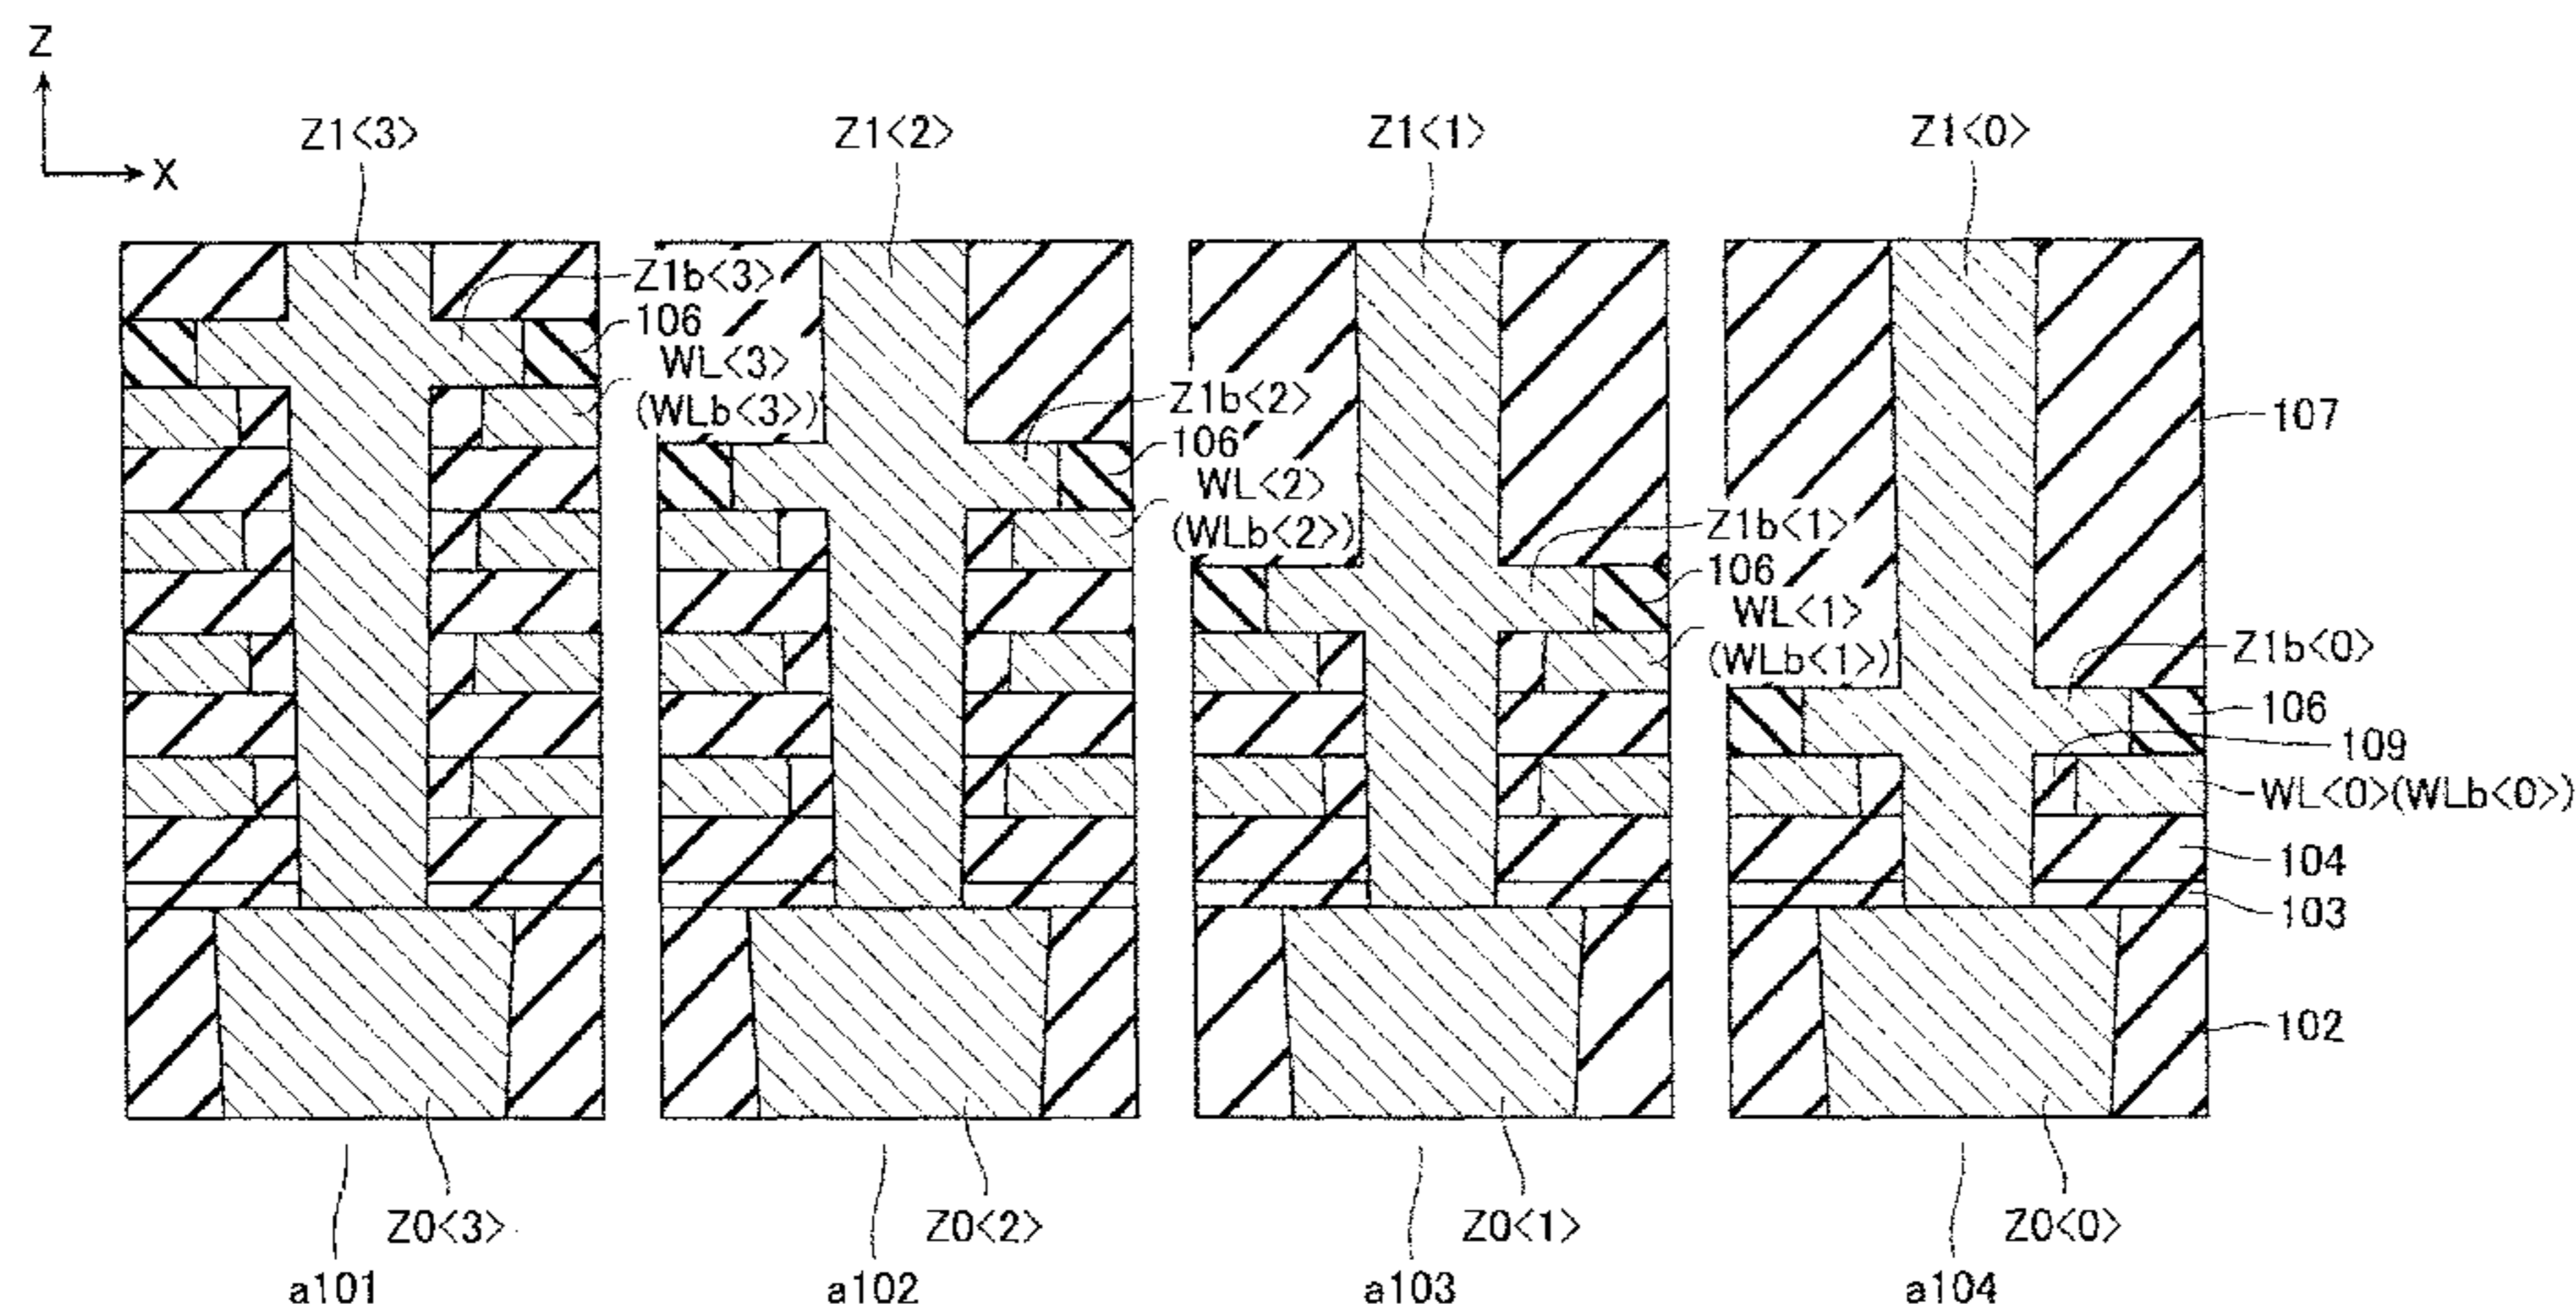 Z
X
Z1<3>
Z1<2>
Z1<1>
Z1<0>
Z1b<3>
106
WL<3>
(WLb<3>)
Z1b<2>
106
WL<2>
(WLb<2>)
107
Z1b<1>
106
WL<1>
(WLb<1>)
Z1b<0>
106
109
WL<0>(WLb<0>)
104
103
102
Z0<3>
Z0<2>
Z0<1>
Z0<0>
a101
a102
a103
a104